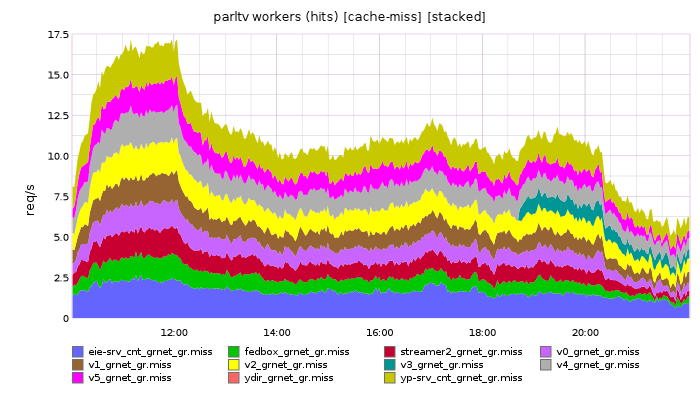 parltv workers (hits) [cache-miss] [stacked]
17.5
15.0
12.5
10.0
7.5
5.0
2.5
0
req/s
12:00 14:00 16:00 18:00 20:00
eie-srv_cnt_grnet_gr.miss fedbox_grnet_gr.miss streamer2_grnet_gr.miss v0_grnet_gr.miss
v1_grnet_gr.miss v2_grnet_gr.miss v3_grnet_gr.miss v4_grnet_gr.miss
v5_grnet_gr.miss ydir_grnet_gr.miss yp-srv_cnt_grnet_gr.miss